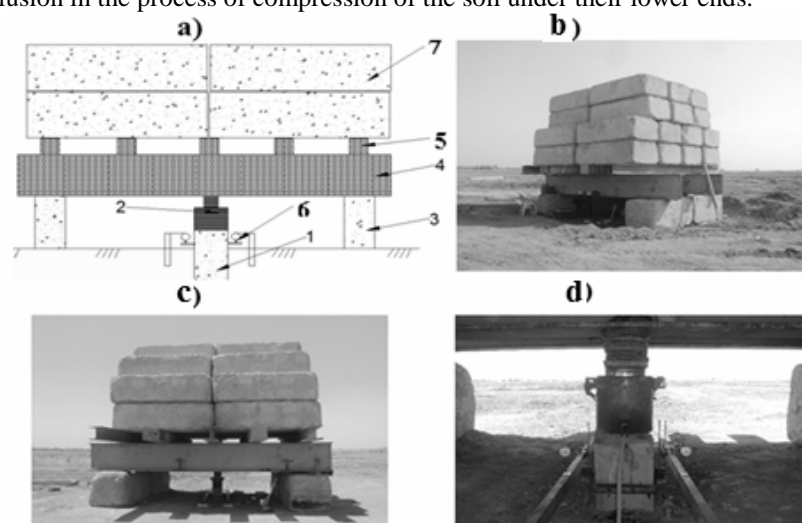 fusion in the process of compression of the soil under their lower ends.
a)
b)
7
5
4
2
6
3
1
c)
d)